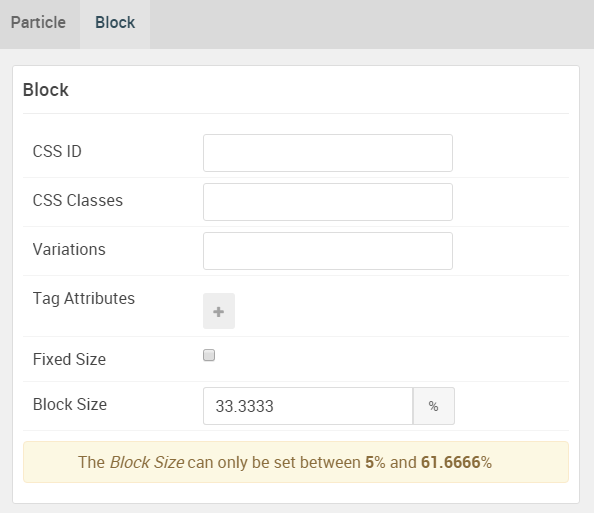 Particle Block
Block
CSS ID
CSS Classes
Variations
Tag Attributes
+
Fixed Size
Block Size 33.3333 %
The Block Size can only be set between 5% and 61.6666%